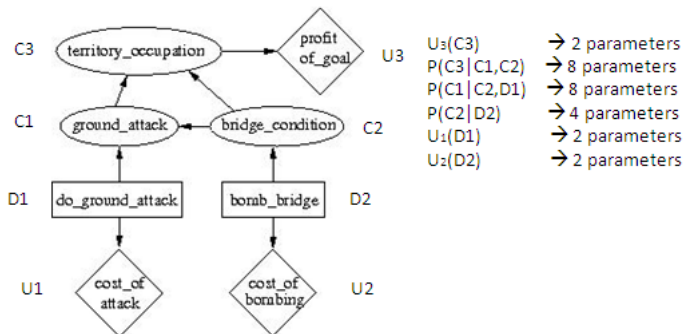 C3
territory_occupation
profit
of_goal
U3
C1
ground_attack
bridge_condition
C2
D1
do_ground_attack
bomb_bridge
D2
U1
cost_of
attack
cost_of
bombing
U2
U₃(C3) → 2 parameters
P(C3|C1,C2) → 8 parameters
P(C1|C2,D1) → 8 parameters
P(C2|D2) → 4 parameters
U₁(D1) → 2 parameters
U₂(D2) → 2 parameters